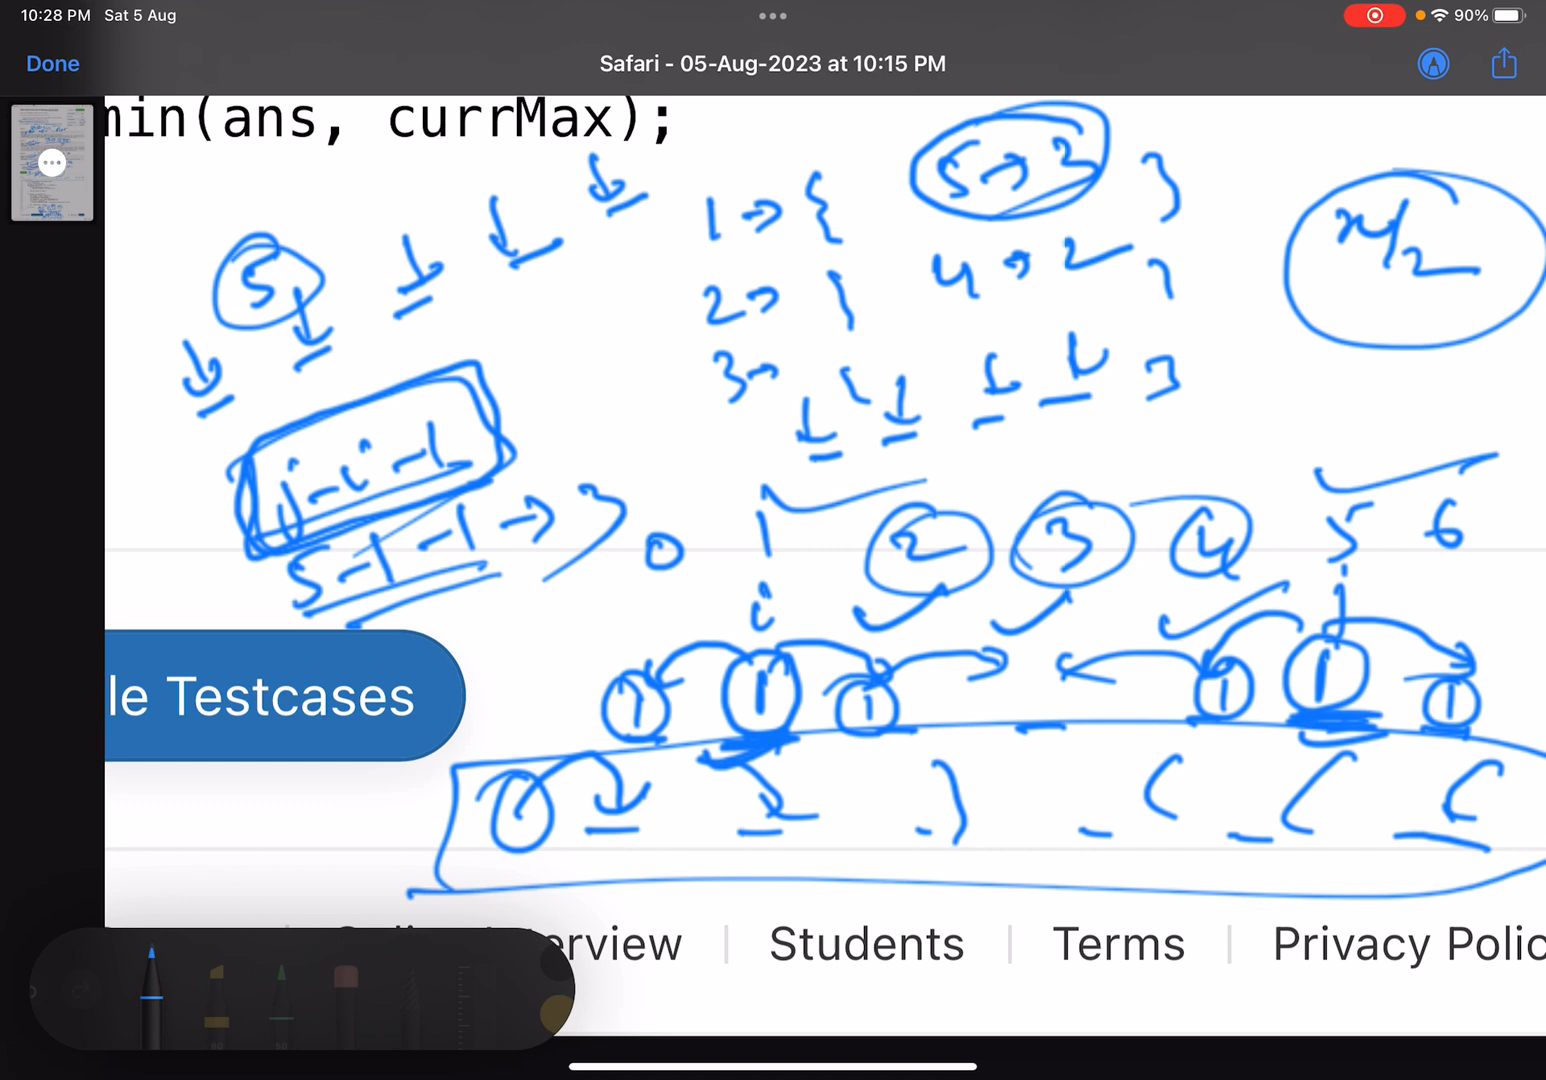 10:28 PM Sat 5 Aug
90%
Done
Safari - 05-Aug-2023 at 10:15 PM
min(ans, currMax);
5 → 3
1 → { }
n/2
5
4 → 2
2 →
3 →
j-i-1
5-1-1 → 3
0 1 2 3 4 5 6
i j
1 1 1 1 1 1
le Testcases
erview | Students | Terms | Privacy Polic